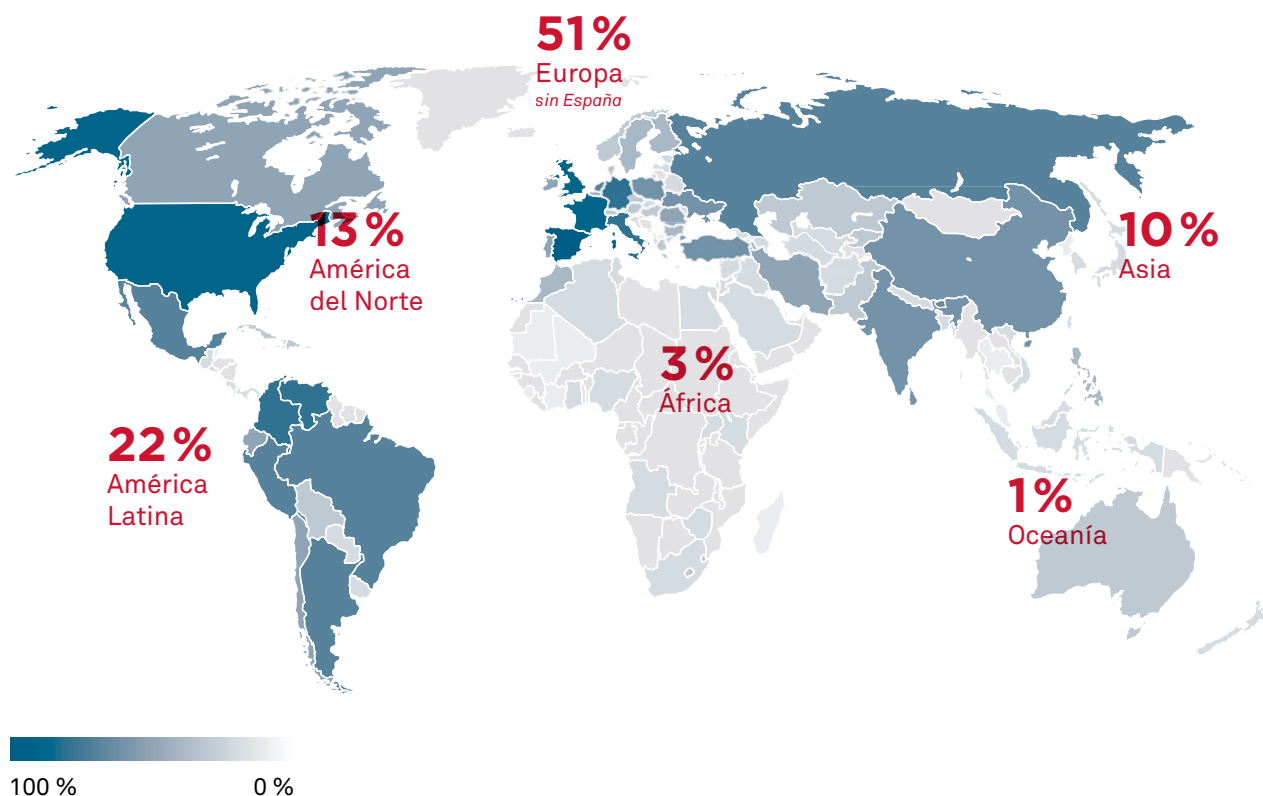 51 %
Europa
sin España
13 %
América
del Norte
10 %
Asia
3 %
África
22 %
América
Latina
1 %
Oceanía
100 %
0 %